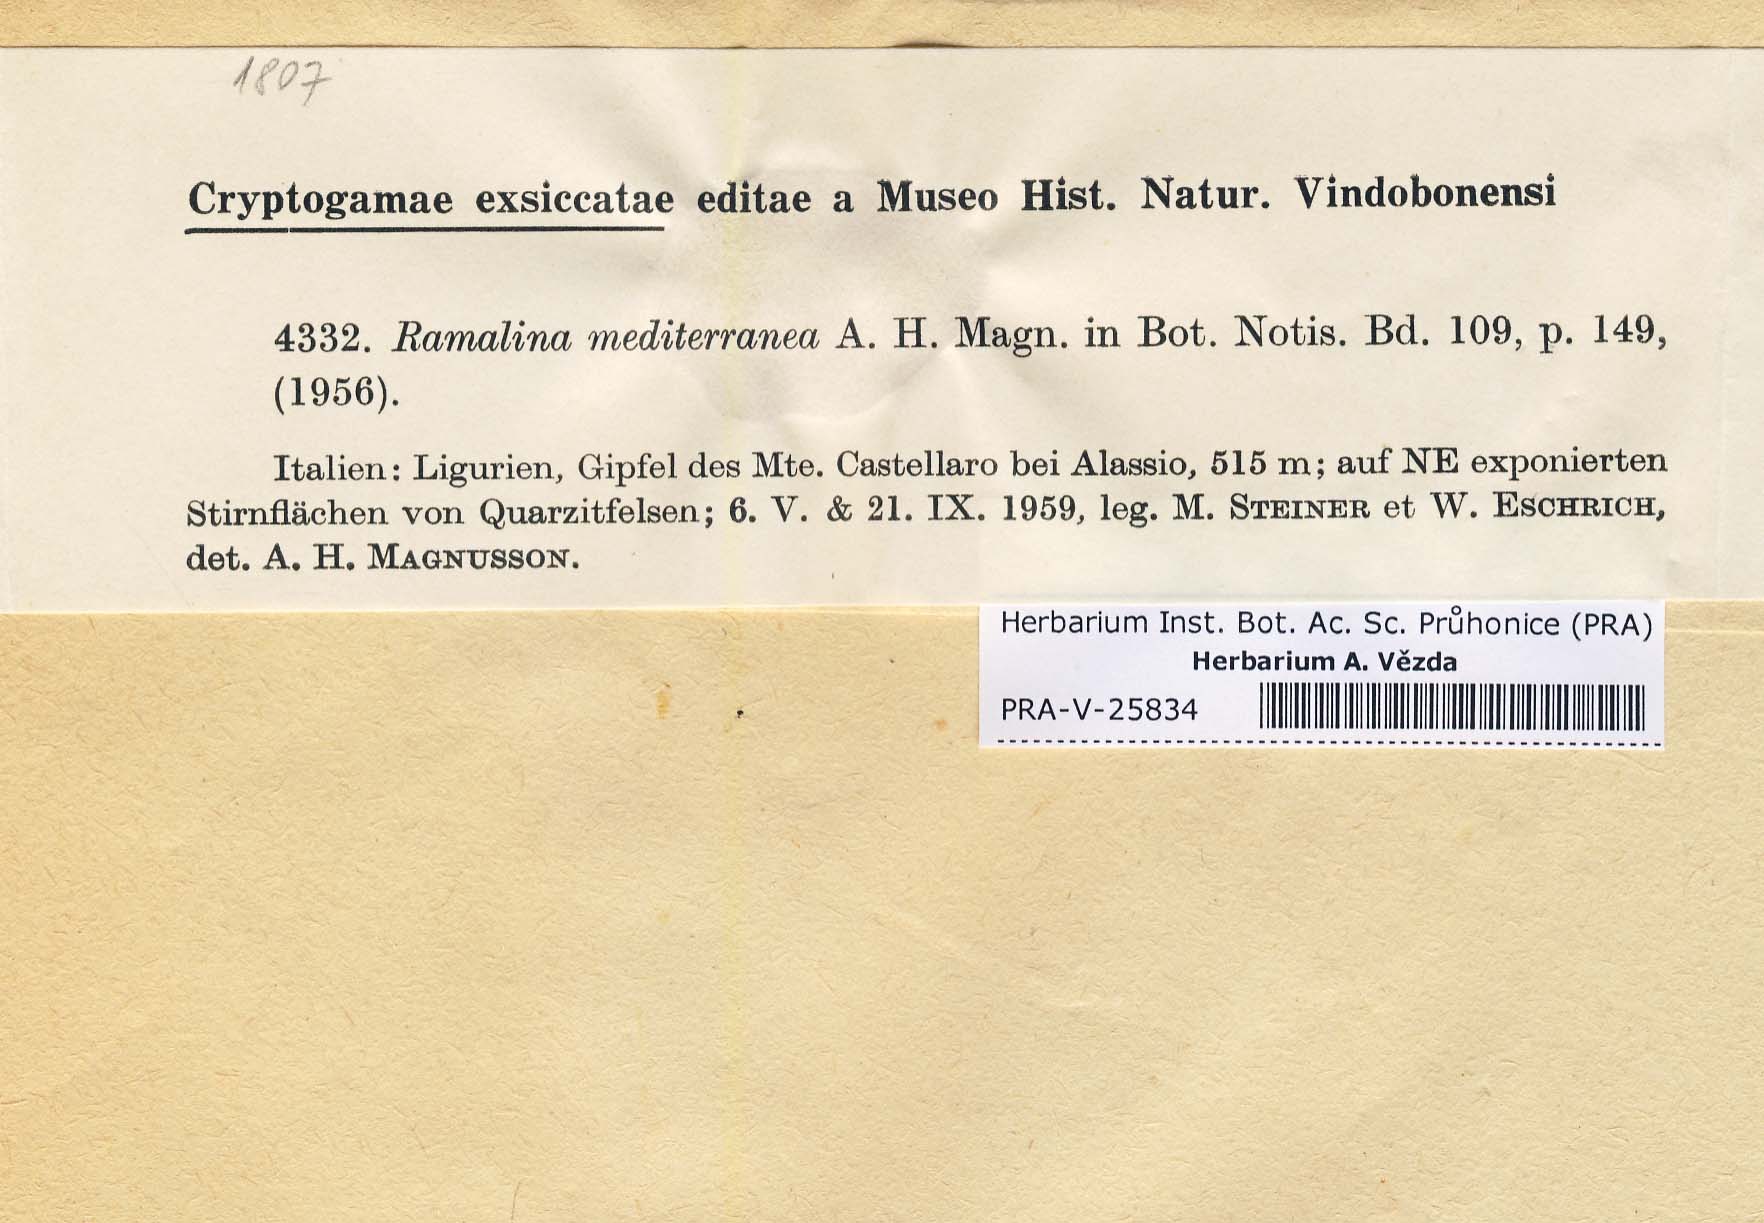 1807
Cryptogamae exsiccatae editae a Museo Hist. Natur. Vindobonensi
4332. Ramalina mediterranea A. H. Magn. in Bot. Notis. Bd. 109, p. 149,
(1956).
Italien: Ligurien, Gipfel des Mte. Castellaro bei Alassio, 515 m; auf NE exponierten
Stirnflächen von Quarzitfelsen; 6. V. & 21. IX. 1959, leg. M. STEINER et W. ESCHRICH,
det. A. H. MAGNUSSON.
Herbarium Inst. Bot. Ac. Sc. Průhonice (PRA)
Herbarium A. Vězda
PRA-V-25834